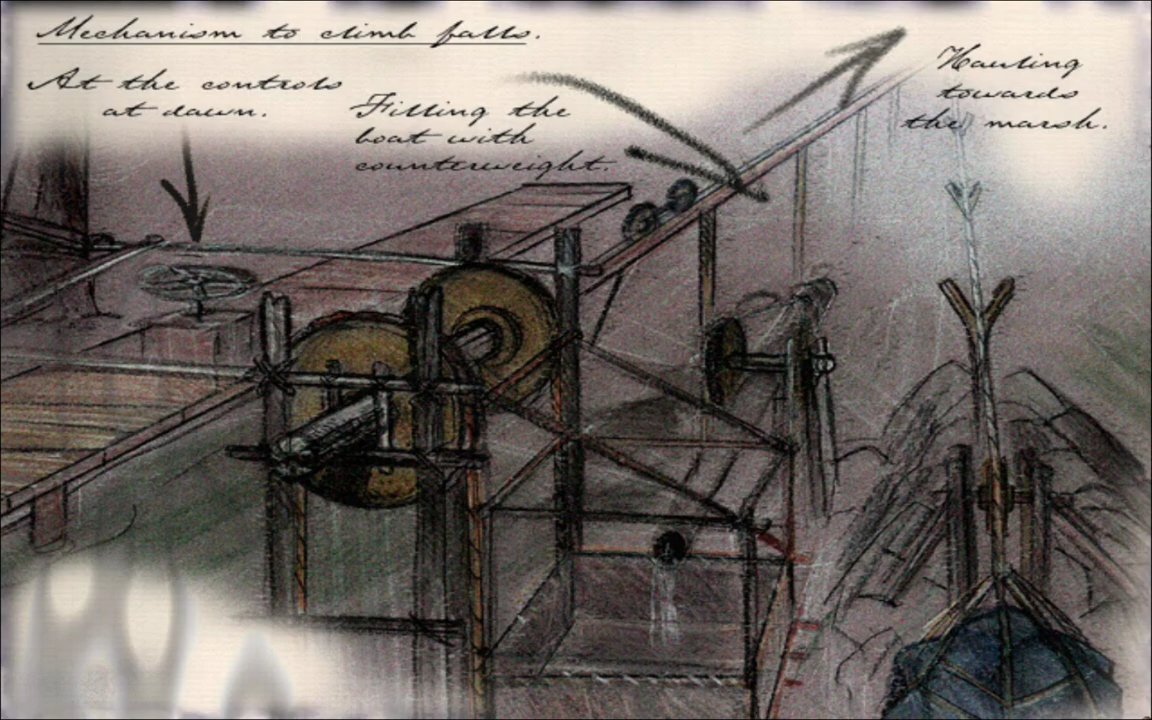 Mechanism to climb falls.
At the controls
at dawn.
Filling the
boat with
counterweight.
Hauling
towards
the marsh.